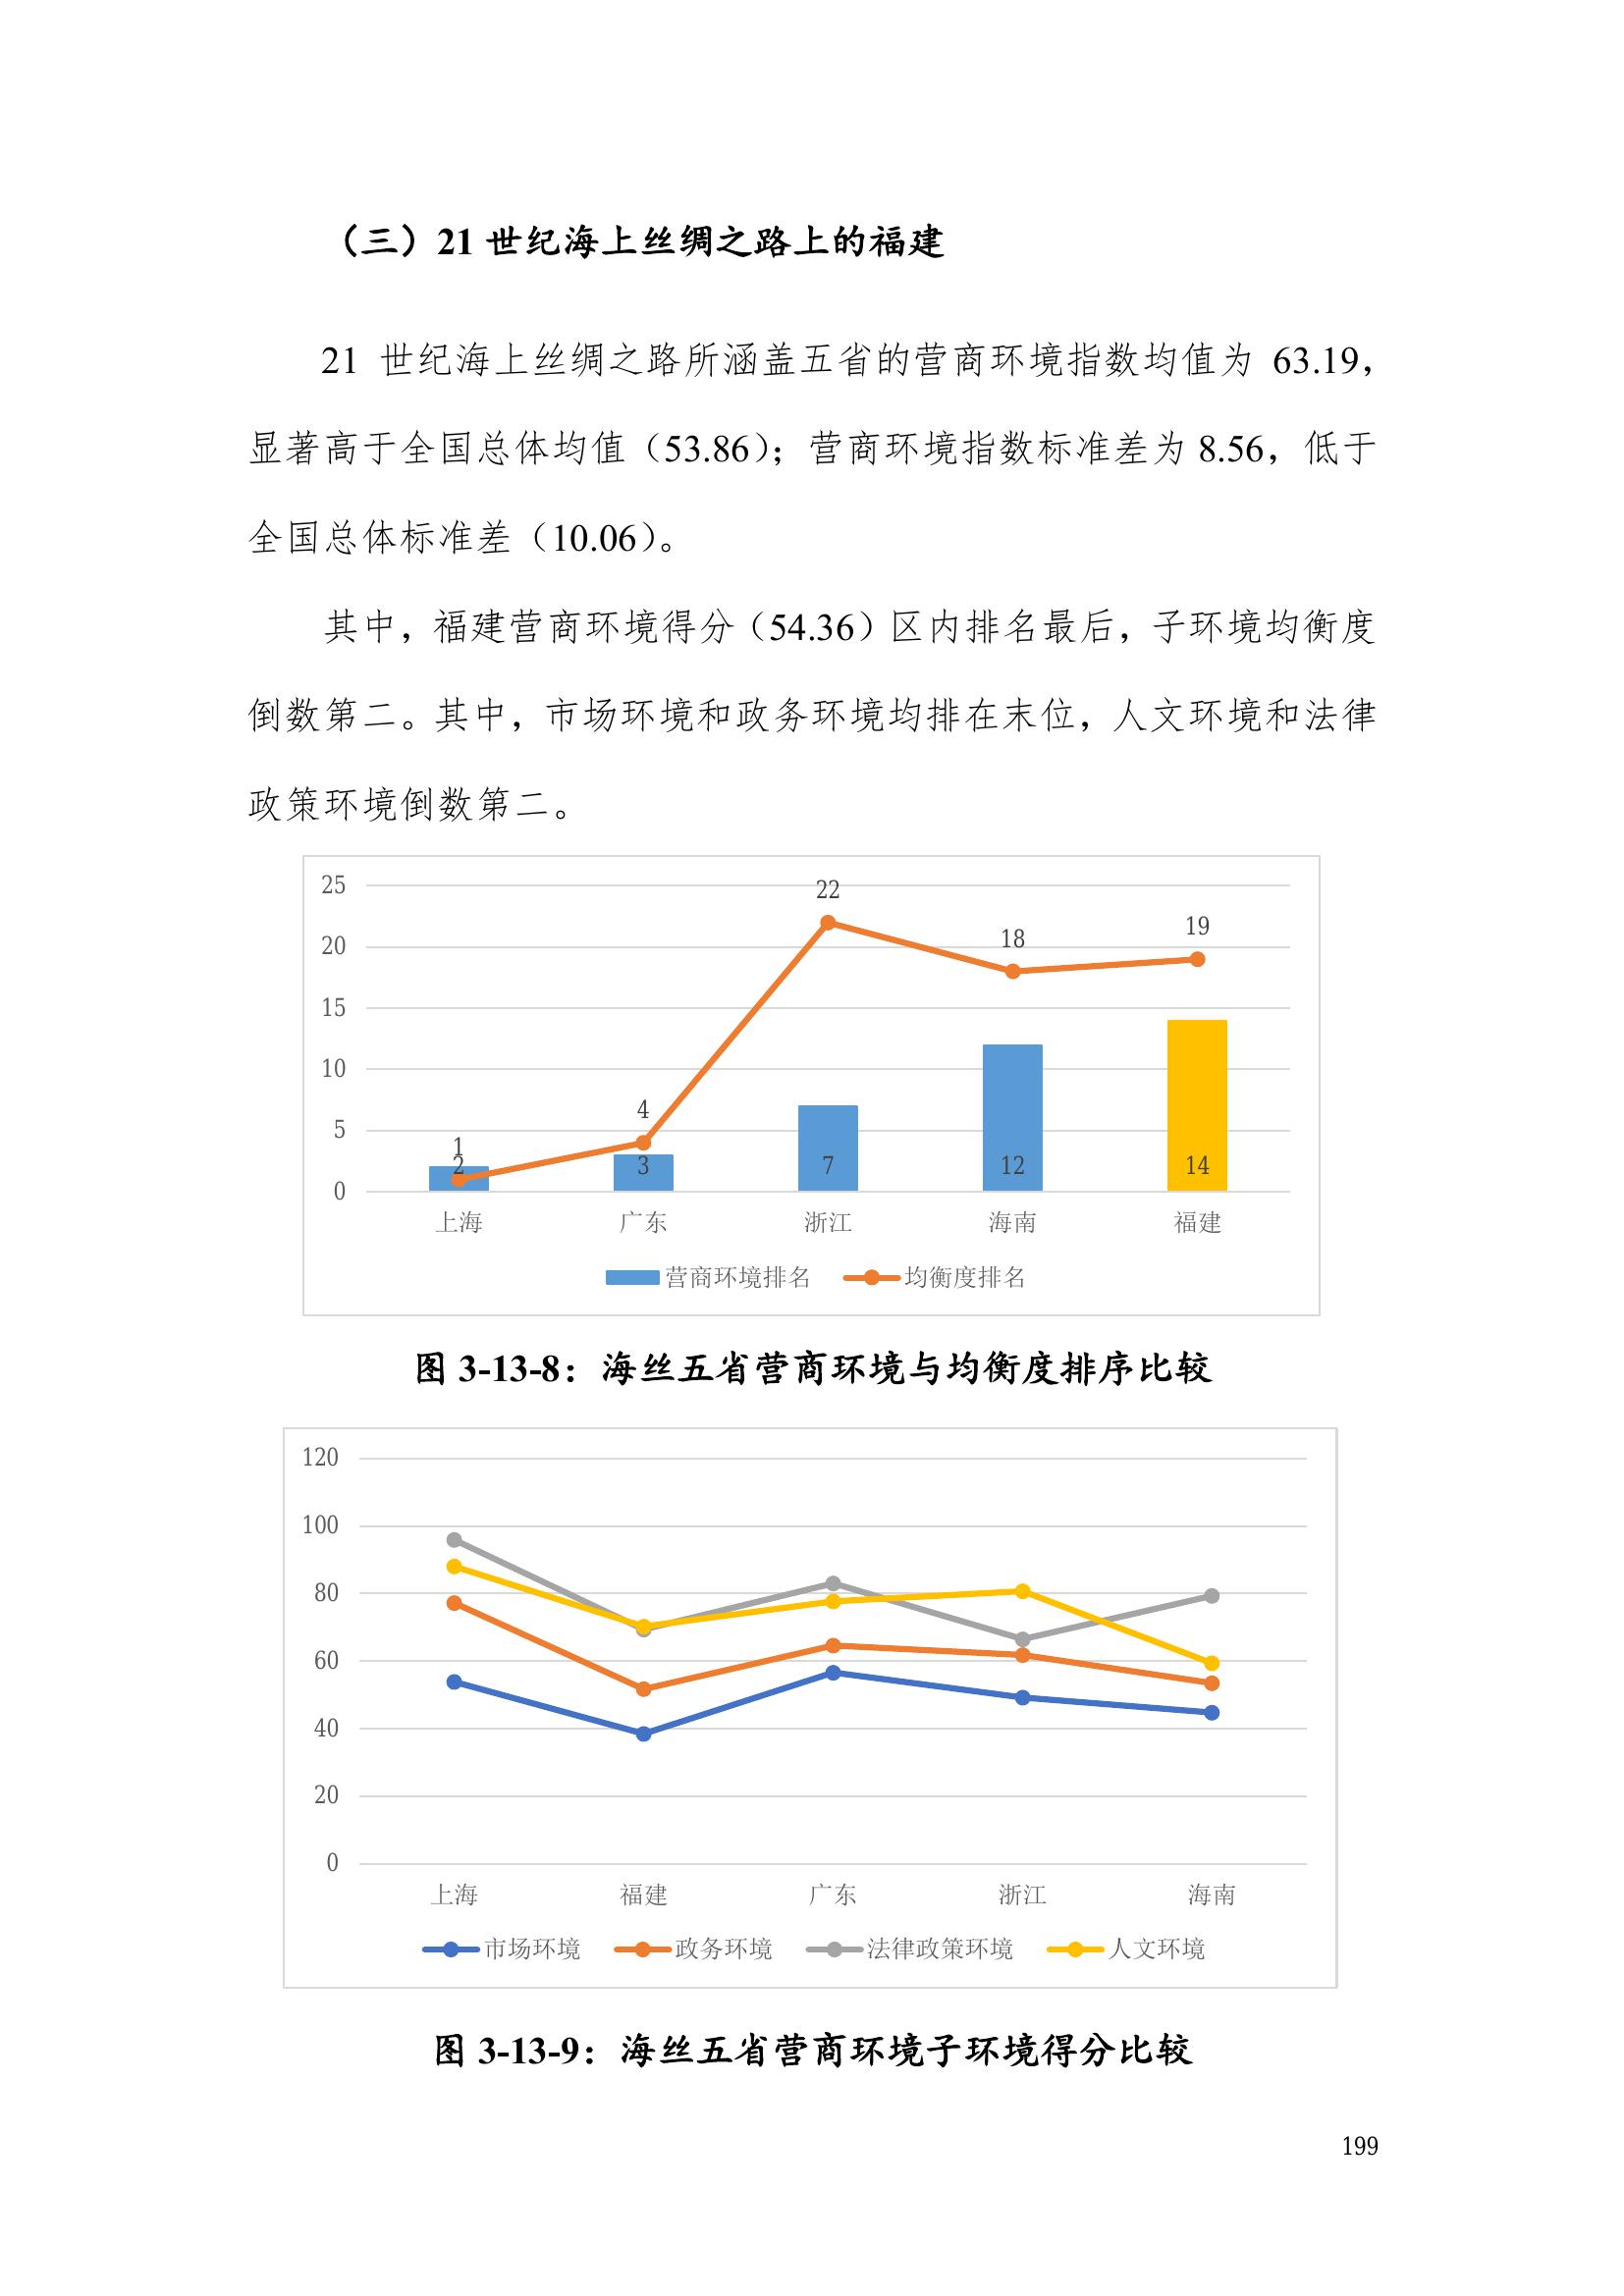 （三）21 世纪海上丝绸之路上的福建
21 世纪海上丝绸之路所涵盖五省的营商环境指数均值为 63.19，
显著高于全国总体均值（53.86）；营商环境指数标准差为 8.56，低于
全国总体标准差（10.06）。
其中，福建营商环境得分（54.36）区内排名最后，子环境均衡度
倒数第二。其中，市场环境和政务环境均排在末位，人文环境和法律
政策环境倒数第二。
25
20
15
10
5
0
22
18
19
4
1
2
3
7
12
14
上海 广东 浙江 海南 福建
营商环境排名 均衡度排名
图 3-13-8：海丝五省营商环境与均衡度排序比较
120
100
80
60
40
20
0
上海 福建 广东 浙江 海南
市场环境 政务环境 法律政策环境 人文环境
图 3-13-9：海丝五省营商环境子环境得分比较
199